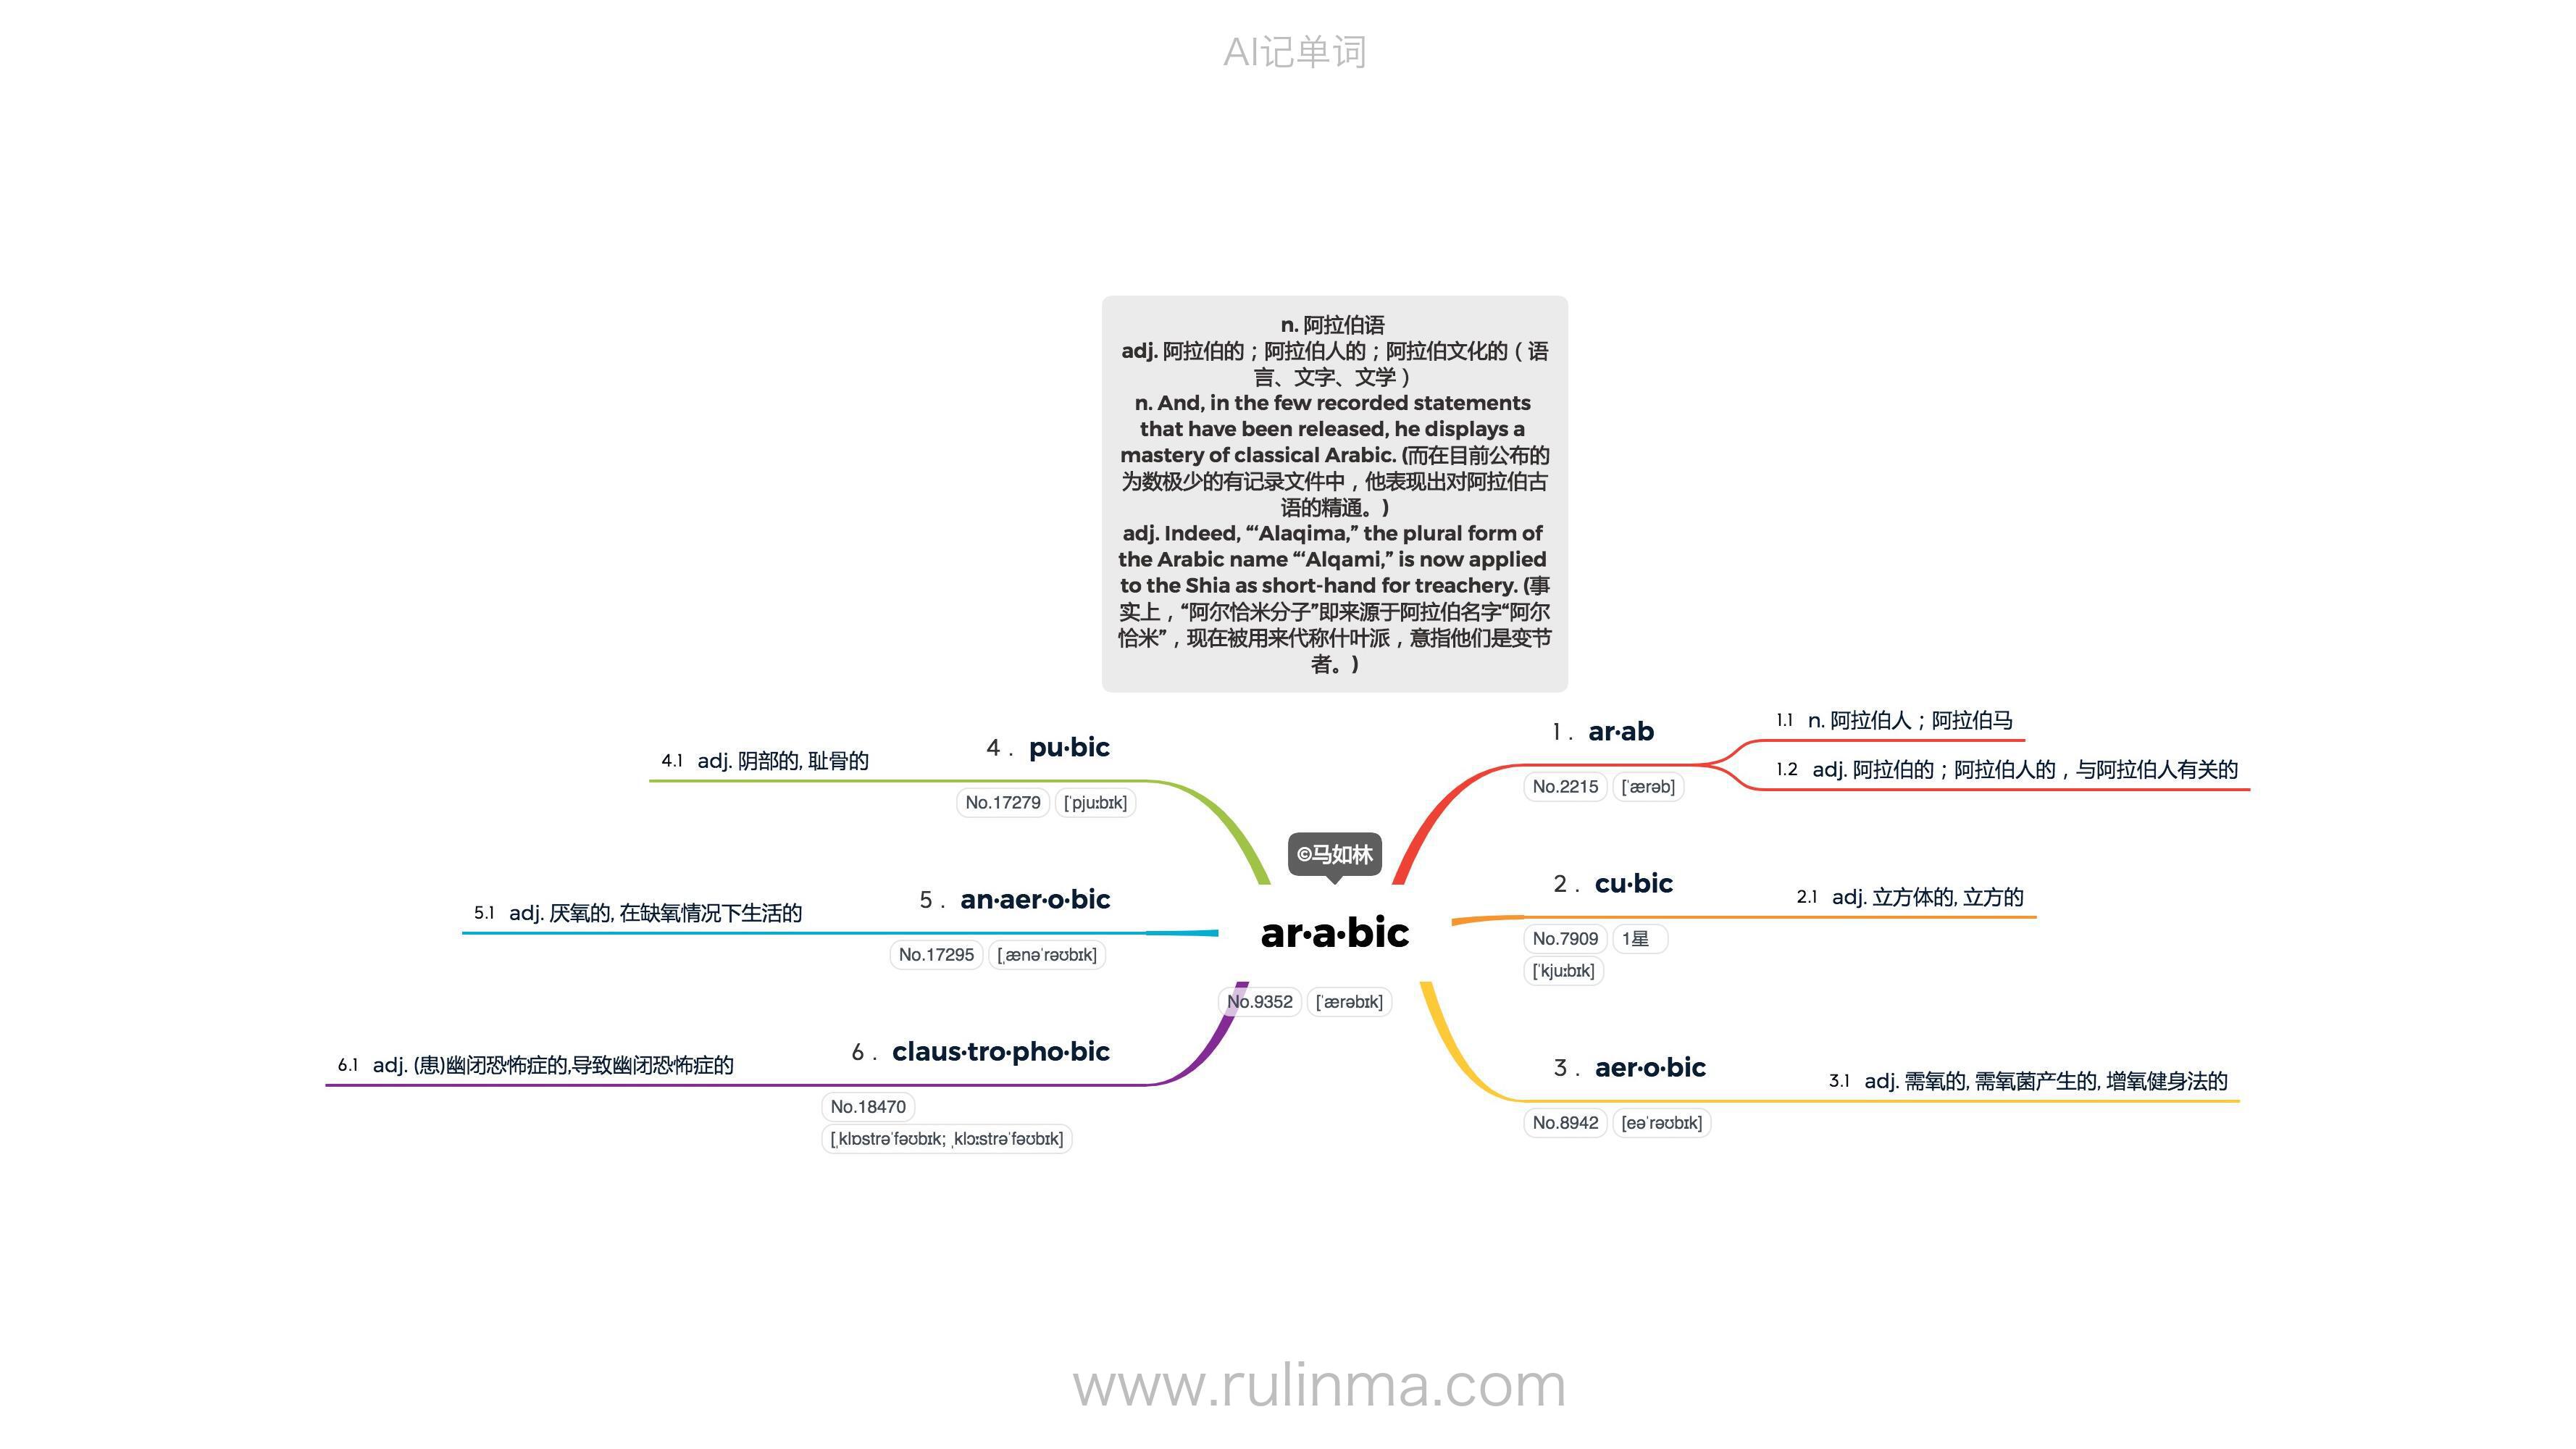 AI记单词
n. 阿拉伯语
adj. 阿拉伯的；阿拉伯人的；阿拉伯文化的（语
言、文字、文学）
n. And, in the few recorded statements
that have been released, he displays a
mastery of classical Arabic. (而在目前公布的
为数极少的有记录文件中，他表现出对阿拉伯古
语的精通。)
adj. Indeed, “‘Alaqima,” the plural form of
the Arabic name “‘Alqami,” is now applied
to the Shia as short-hand for treachery. (事
实上，“阿尔恰米分子”即来源于阿拉伯名字“阿尔
恰米”，现在被用来代称什叶派，意指他们是变节
者。)
©马如林
ar·a·bic
No.9352 [ˈærəbɪk]
1 . ar·ab
No.2215 [ˈærəb]
1.1 n. 阿拉伯人；阿拉伯马
1.2 adj. 阿拉伯的；阿拉伯人的，与阿拉伯人有关的
2 . cu·bic
No.7909 1星
[ˈkjuːbɪk]
2.1 adj. 立方体的, 立方的
3 . aer·o·bic
No.8942 [eəˈrəʊbɪk]
3.1 adj. 需氧的, 需氧菌产生的, 增氧健身法的
4 . pu·bic
No.17279 [ˈpjuːbɪk]
4.1 adj. 阴部的, 耻骨的
5 . an·aer·o·bic
No.17295 [ˌænəˈrəʊbɪk]
5.1 adj. 厌氧的, 在缺氧情况下生活的
6 . claus·tro·pho·bic
No.18470
[ˌklɒstrəˈfəʊbɪk; ˌklɔːstrəˈfəʊbɪk]
6.1 adj. (患)幽闭恐怖症的,导致幽闭恐怖症的
www.rulinma.com